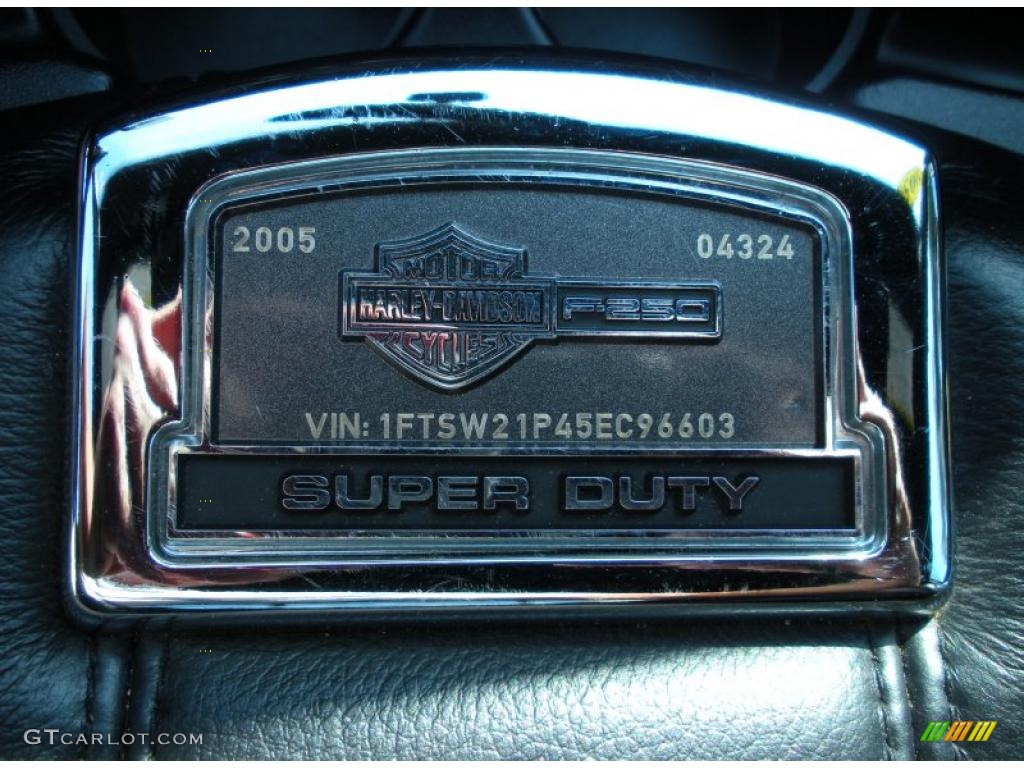 2005
04324
MOTOR
HARLEY-DAVIDSON
F-250
CYCLES
VIN: 1FTSW21P45EC96603
SUPER DUTY
GTCARLOT.COM